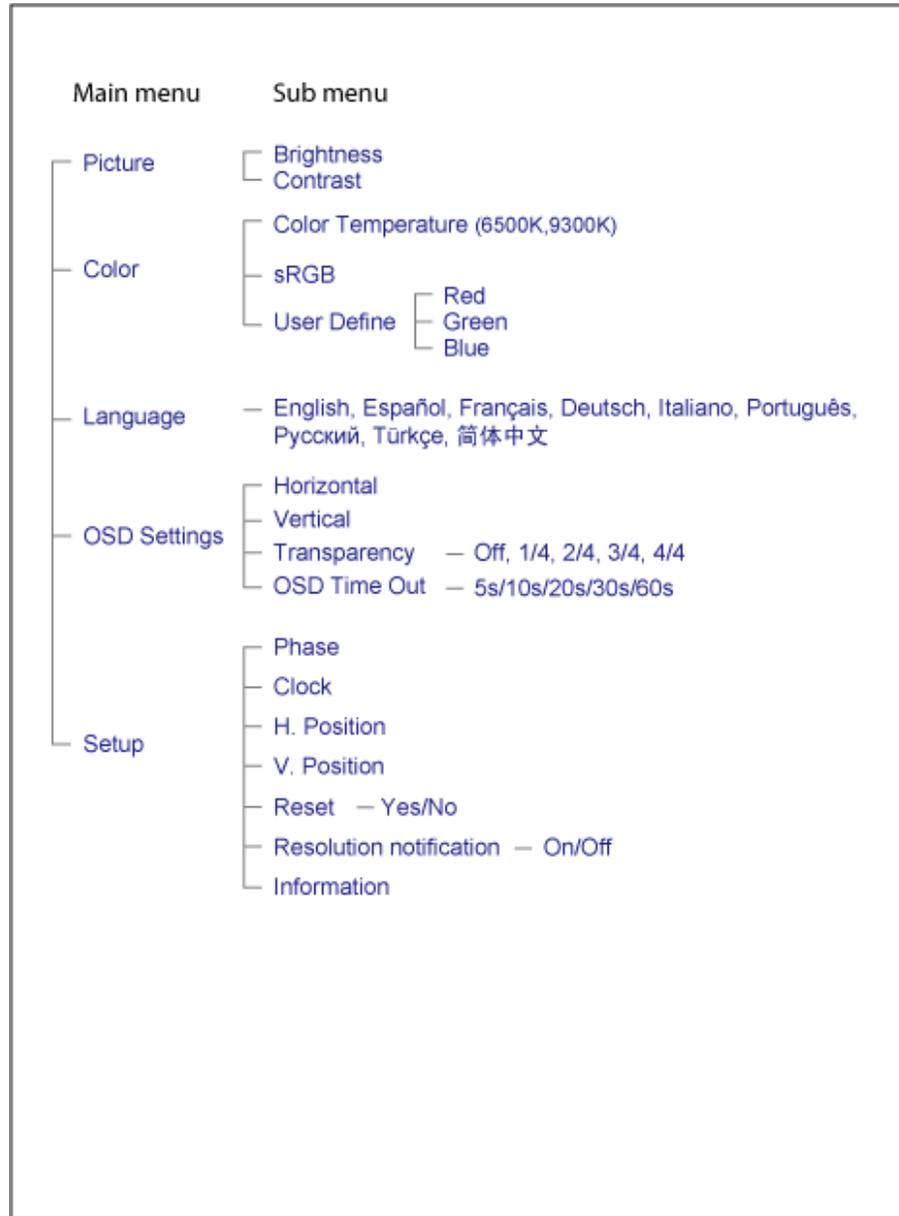 Main menu Sub menu
Picture Brightness
Contrast
Color Temperature (6500K,9300K)
Color sRGB
Red
User Define Green
Blue
Language English, Español, Français, Deutsch, Italiano, Português,
Русский, Türkçe, 简体中文
Horizontal
Vertical
OSD Settings
Transparency Off, 1/4, 2/4, 3/4, 4/4
OSD Time Out 5s/10s/20s/30s/60s
Phase
Clock
H. Position
Setup
V. Position
Reset Yes/No
Resolution notification On/Off
Information